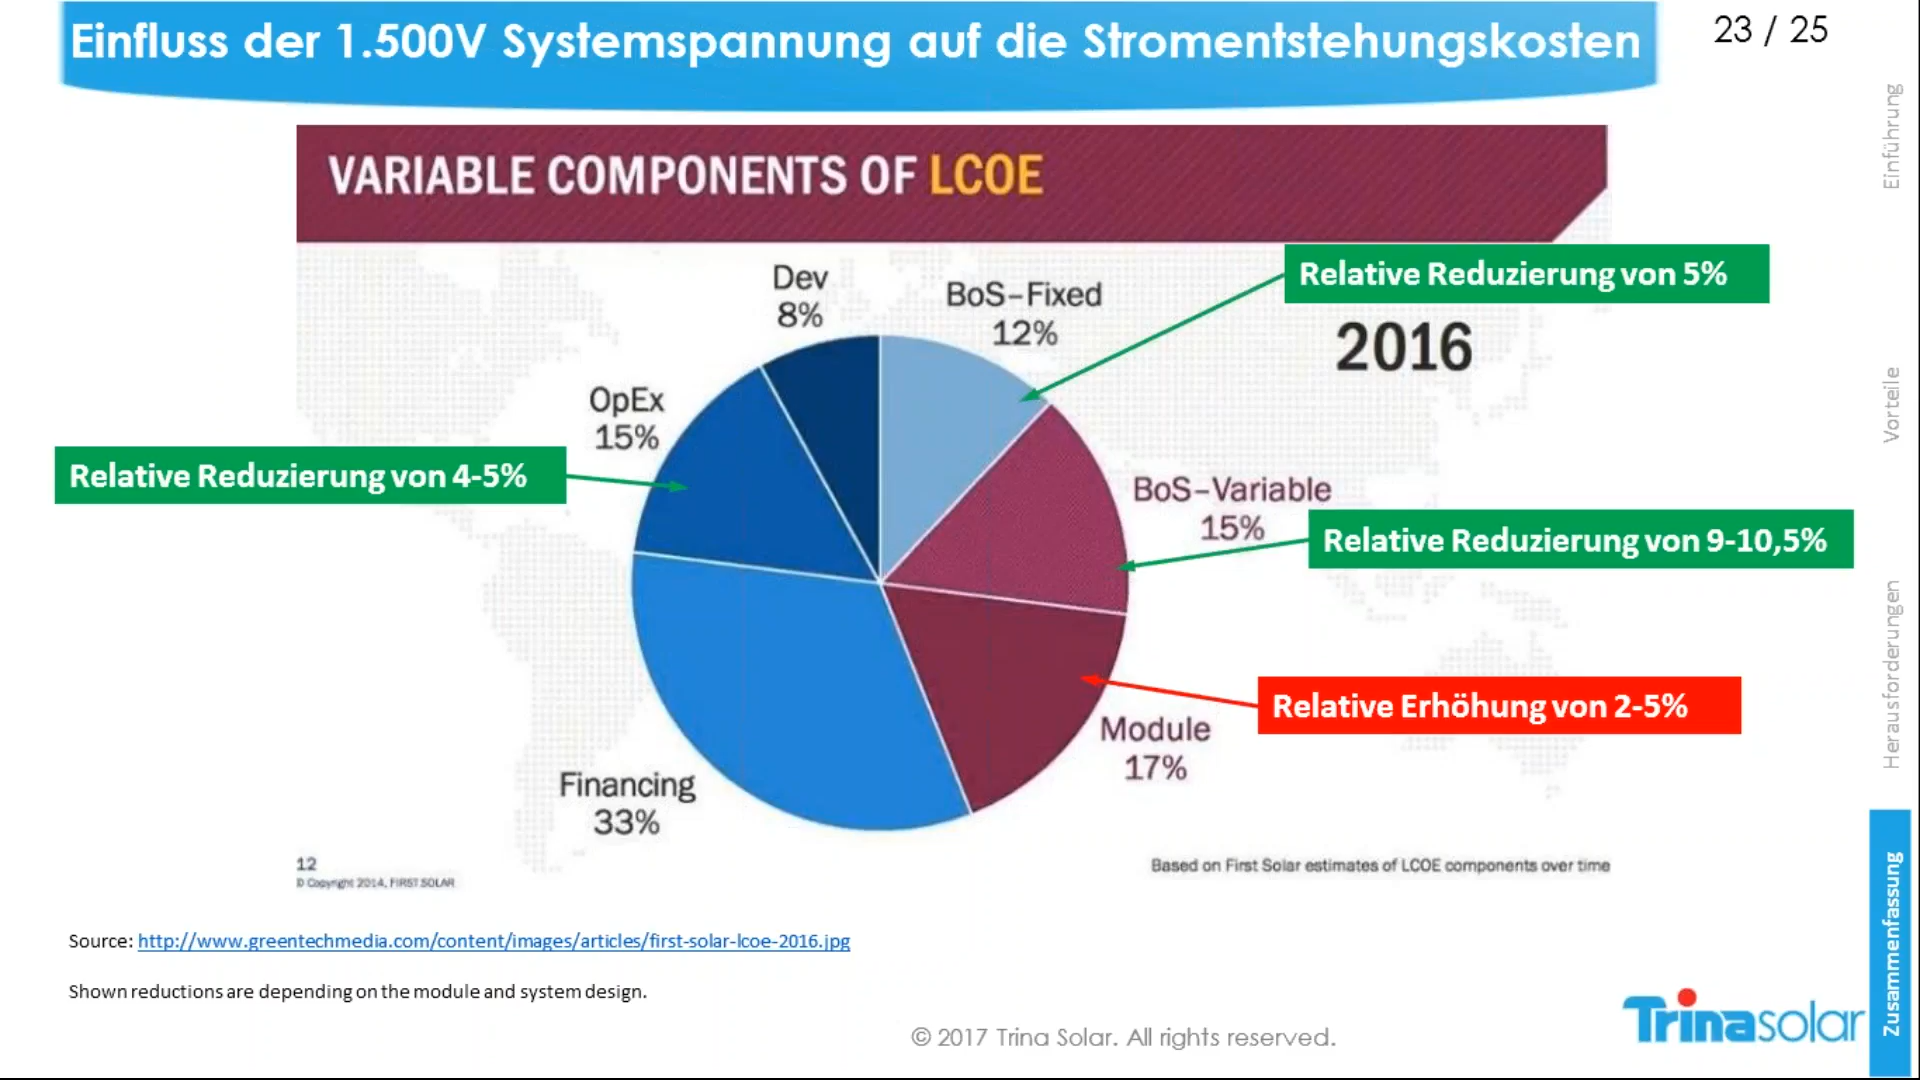 Einfluss der 1.500V Systemspannung auf die Stromentstehungskosten
23 / 25
VARIABLE COMPONENTS OF LCOE
Relative Reduzierung von 5%
2016
Dev
8%
BoS–Fixed
12%
OpEx
15%
Relative Reduzierung von 4-5%
BoS–Variable
15%
Relative Reduzierung von 9-10,5%
Relative Erhöhung von 2-5%
Module
17%
Financing
33%
12
© Copyright 2014, FIRST SOLAR
Based on First Solar estimates of LCOE components over time
Source: http://www.greentechmedia.com/content/images/articles/first-solar-lcoe-2016.jpg
Shown reductions are depending on the module and system design.
© 2017 Trina Solar. All rights reserved.
Trinasolar
Einführung
Vorteile
Herausforderungen
Zusammenfassung